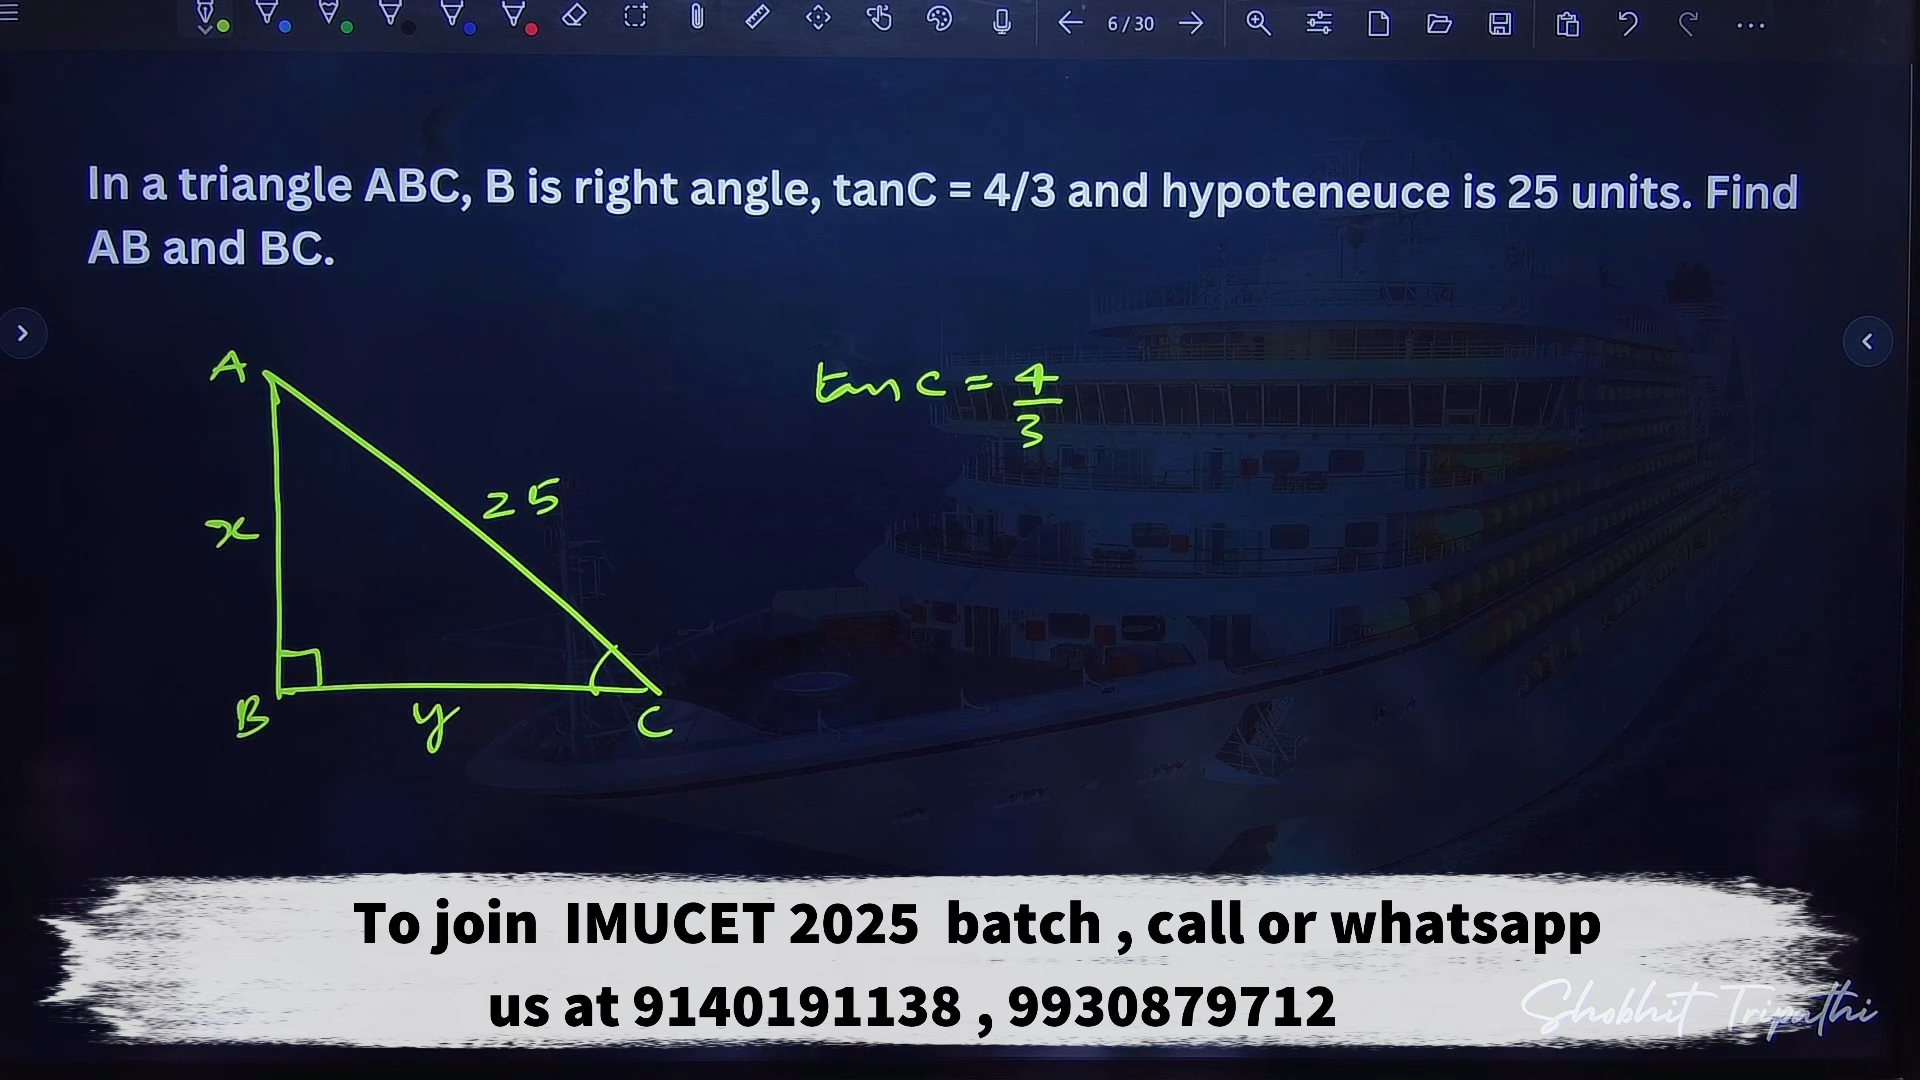 6 / 30
In a triangle ABC, B is right angle, tanC = 4/3 and hypoteneuce is 25 units. Find
AB and BC.
A
tan C = 4/3
25
x
B
y
C
To join IMUCET 2025 batch , call or whatsapp
us at 9140191138 , 9930879712
Shobhit Tripathi